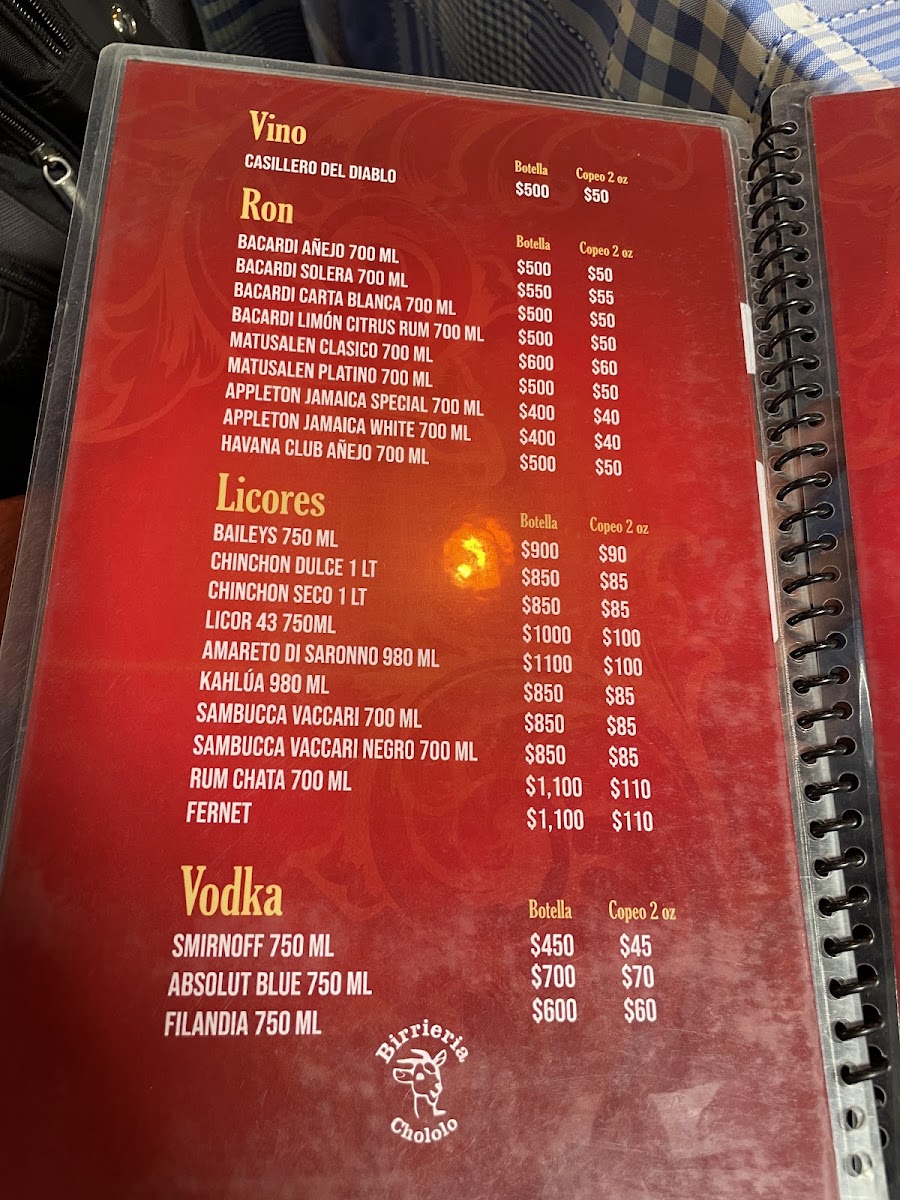 Vino
Botella Copeo 2 oz
CASILLERO DEL DIABLO $500 $50
Ron
Botella Copeo 2 oz
BACARDI AÑEJO 700 ML $500 $50
BACARDI SOLERA 700 ML $550 $55
BACARDI CARTA BLANCA 700 ML $500 $50
BACARDI LIMÓN CITRUS RUM 700 ML $500 $50
MATUSALEN CLASICO 700 ML $600 $60
MATUSALEN PLATINO 700 ML $500 $50
APPLETON JAMAICA SPECIAL 700 ML $400 $40
APPLETON JAMAICA WHITE 700 ML $400 $40
HAVANA CLUB AÑEJO 700 ML $500 $50
Licores
Botella Copeo 2 oz
BAILEYS 750 ML $900 $90
CHINCHON DULCE 1 LT $850 $85
CHINCHON SECO 1 LT $850 $85
LICOR 43 750ML $1000 $100
AMARETO DI SARONNO 980 ML $1100 $100
KAHLÚA 980 ML $850 $85
SAMBUCCA VACCARI 700 ML $850 $85
SAMBUCCA VACCARI NEGRO 700 ML $850 $85
RUM CHATA 700 ML $1,100 $110
FERNET $1,100 $110
Vodka
Botella Copeo 2 oz
SMIRNOFF 750 ML $450 $45
ABSOLUT BLUE 750 ML $700 $70
FILANDIA 750 ML $600 $60
Birrieria
Chololo